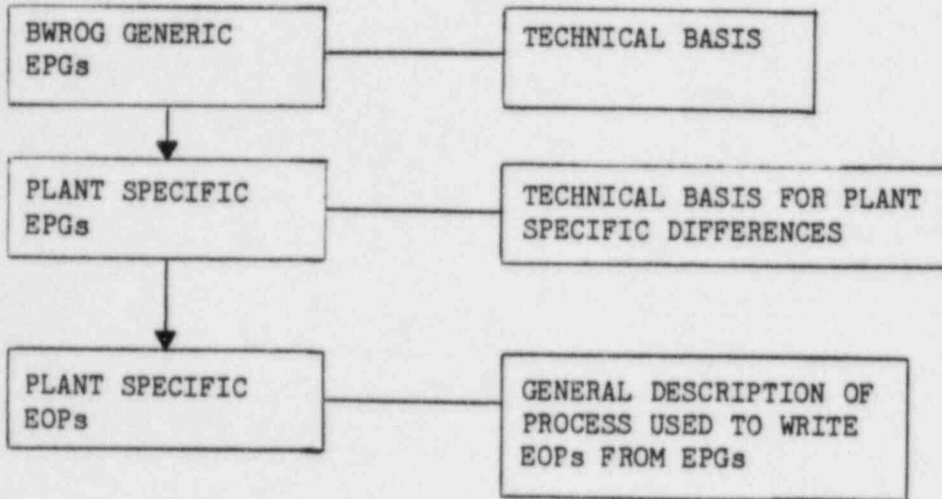 BWROG GENERIC
EPGs
TECHNICAL BASIS
PLANT SPECIFIC
EPGs
TECHNICAL BASIS FOR PLANT
SPECIFIC DIFFERENCES
PLANT SPECIFIC
EOPs
GENERAL DESCRIPTION OF
PROCESS USED TO WRITE
EOPs FROM EPGs